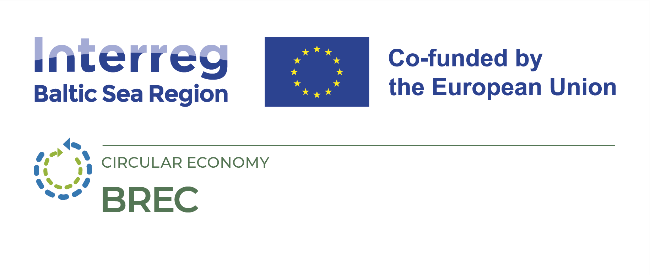 Interreg
Baltic Sea Region
Co-funded by
the European Union
CIRCULAR ECONOMY
BREC